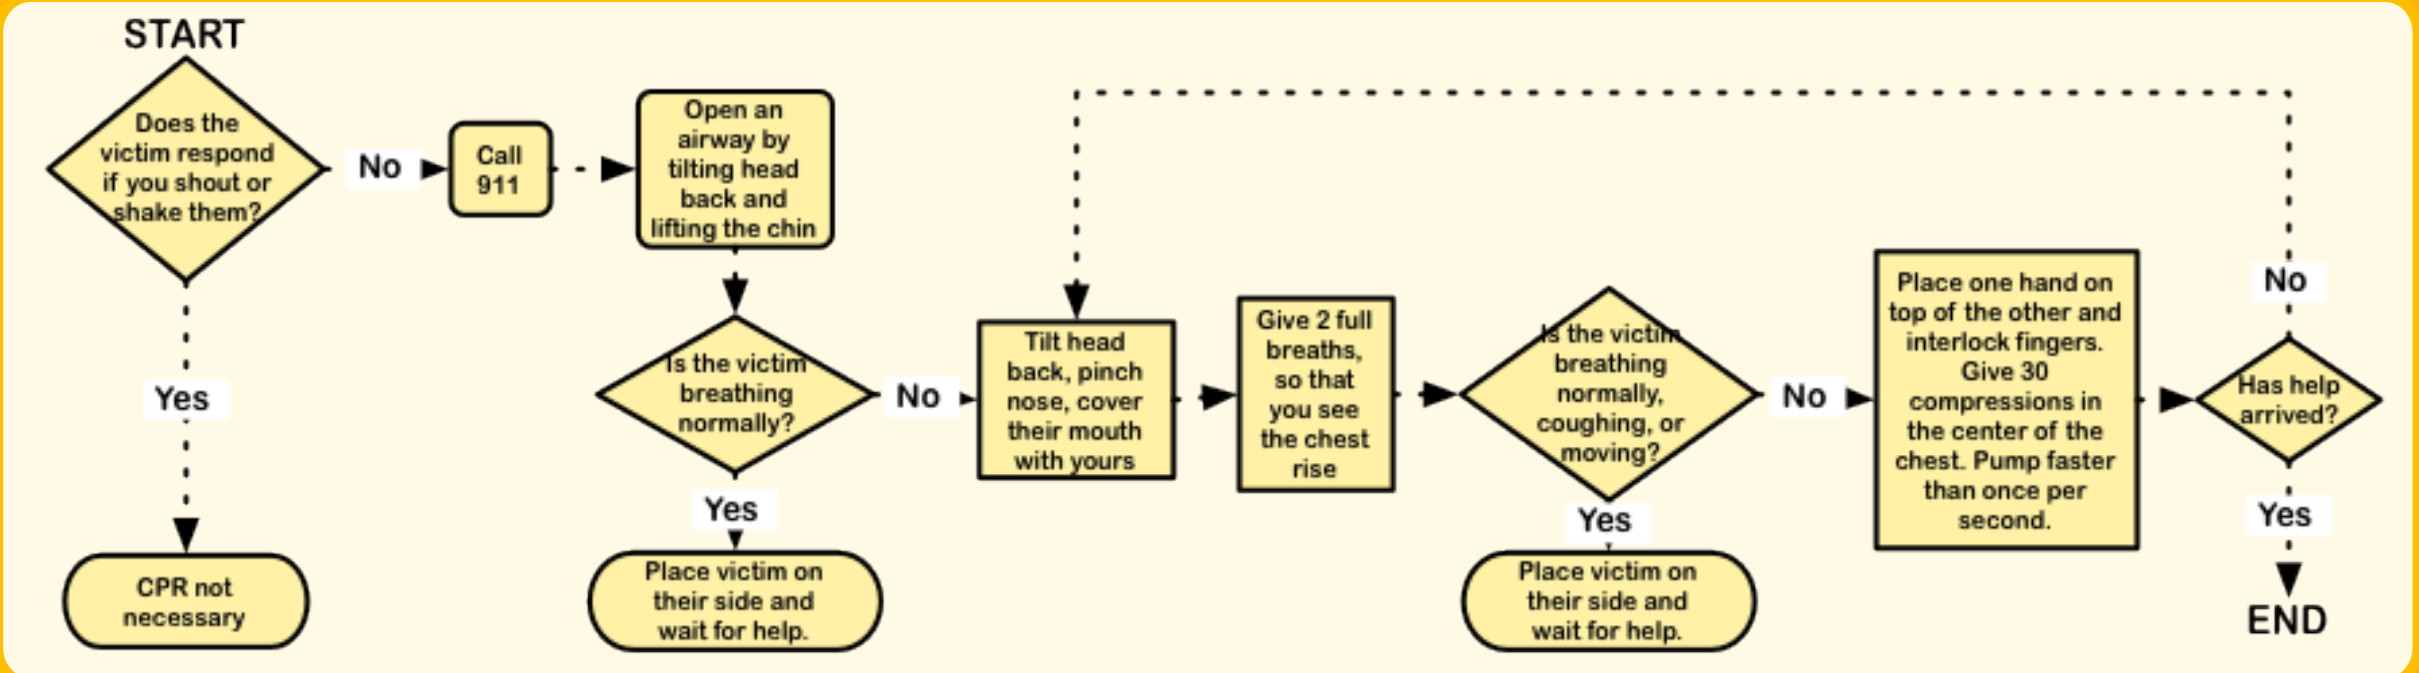 START
Does the
victim respond
if you shout or
shake them?
No
Call
911
Open an
airway by
tilting head
back and
lifting the chin
Yes
CPR not
necessary
Is the victim
breathing
normally?
No
Yes
Place victim on
their side and
wait for help.
Tilt head
back, pinch
nose, cover
their mouth
with yours
Give 2 full
breaths,
so that
you see
the chest
rise
Is the victim
breathing
normally,
coughing, or
moving?
No
Yes
Place victim on
their side and
wait for help.
Place one hand on
top of the other and
interlock fingers.
Give 30
compressions in
the center of the
chest. Pump faster
than once per
second.
Has help
arrived?
No
Yes
END